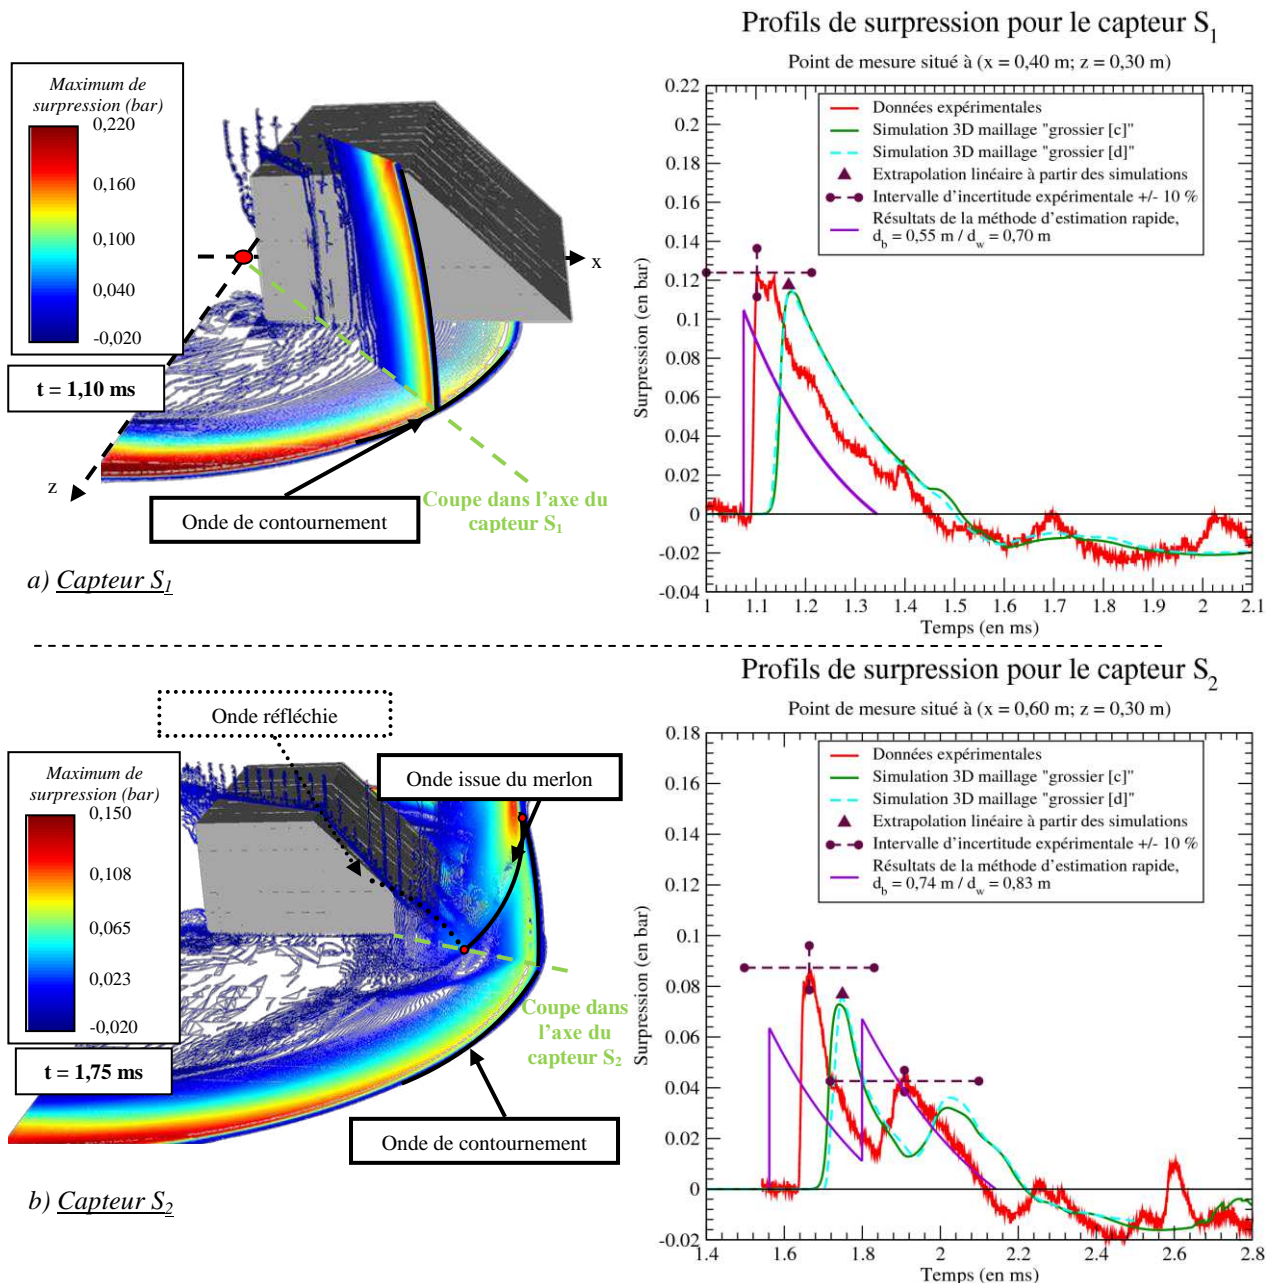 Profils de surpression pour le capteur S1
Point de mesure situé à (x = 0,40 m; z = 0,30 m)
Maximum de
surpression (bar)
0,220
0,160
0,100
0,040
-0,020
t = 1,10 ms
x
z
Onde de contournement
Coupe dans l'axe du
capteur S1
a) Capteur S1
Surpression (en bar)
0.22
0.2
0.18
0.16
0.14
0.12
0.1
0.08
0.06
0.04
0.02
0
-0.02
-0.04
Données expérimentales
Simulation 3D maillage "grossier [c]"
Simulation 3D maillage "grossier [d]"
Extrapolation linéaire à partir des simulations
Intervalle d'incertitude expérimentale +/- 10 %
Résultats de la méthode d'estimation rapide,
db = 0,55 m / dw = 0,70 m
1 1.1 1.2 1.3 1.4 1.5 1.6 1.7 1.8 1.9 2 2.1
Temps (en ms)
Profils de surpression pour le capteur S2
Point de mesure situé à (x = 0,60 m; z = 0,30 m)
Onde réfléchie
Onde issue du merlon
Maximum de
surpression (bar)
0,150
0,108
0,065
0,023
-0,020
t = 1,75 ms
Coupe dans
l'axe du
capteur S2
Onde de contournement
b) Capteur S2
Surpression (en bar)
0.18
0.16
0.14
0.12
0.1
0.08
0.06
0.04
0.02
0
-0.02
Données expérimentales
Simulation 3D maillage "grossier [c]"
Simulation 3D maillage "grossier [d]"
Extrapolation linéaire à partir des simulations
Intervalle d'incertitude expérimentale +/- 10 %
Résultats de la méthode d'estimation rapide,
db = 0,74 m / dw = 0,83 m
1.4 1.6 1.8 2 2.2 2.4 2.6 2.8
Temps (en ms)